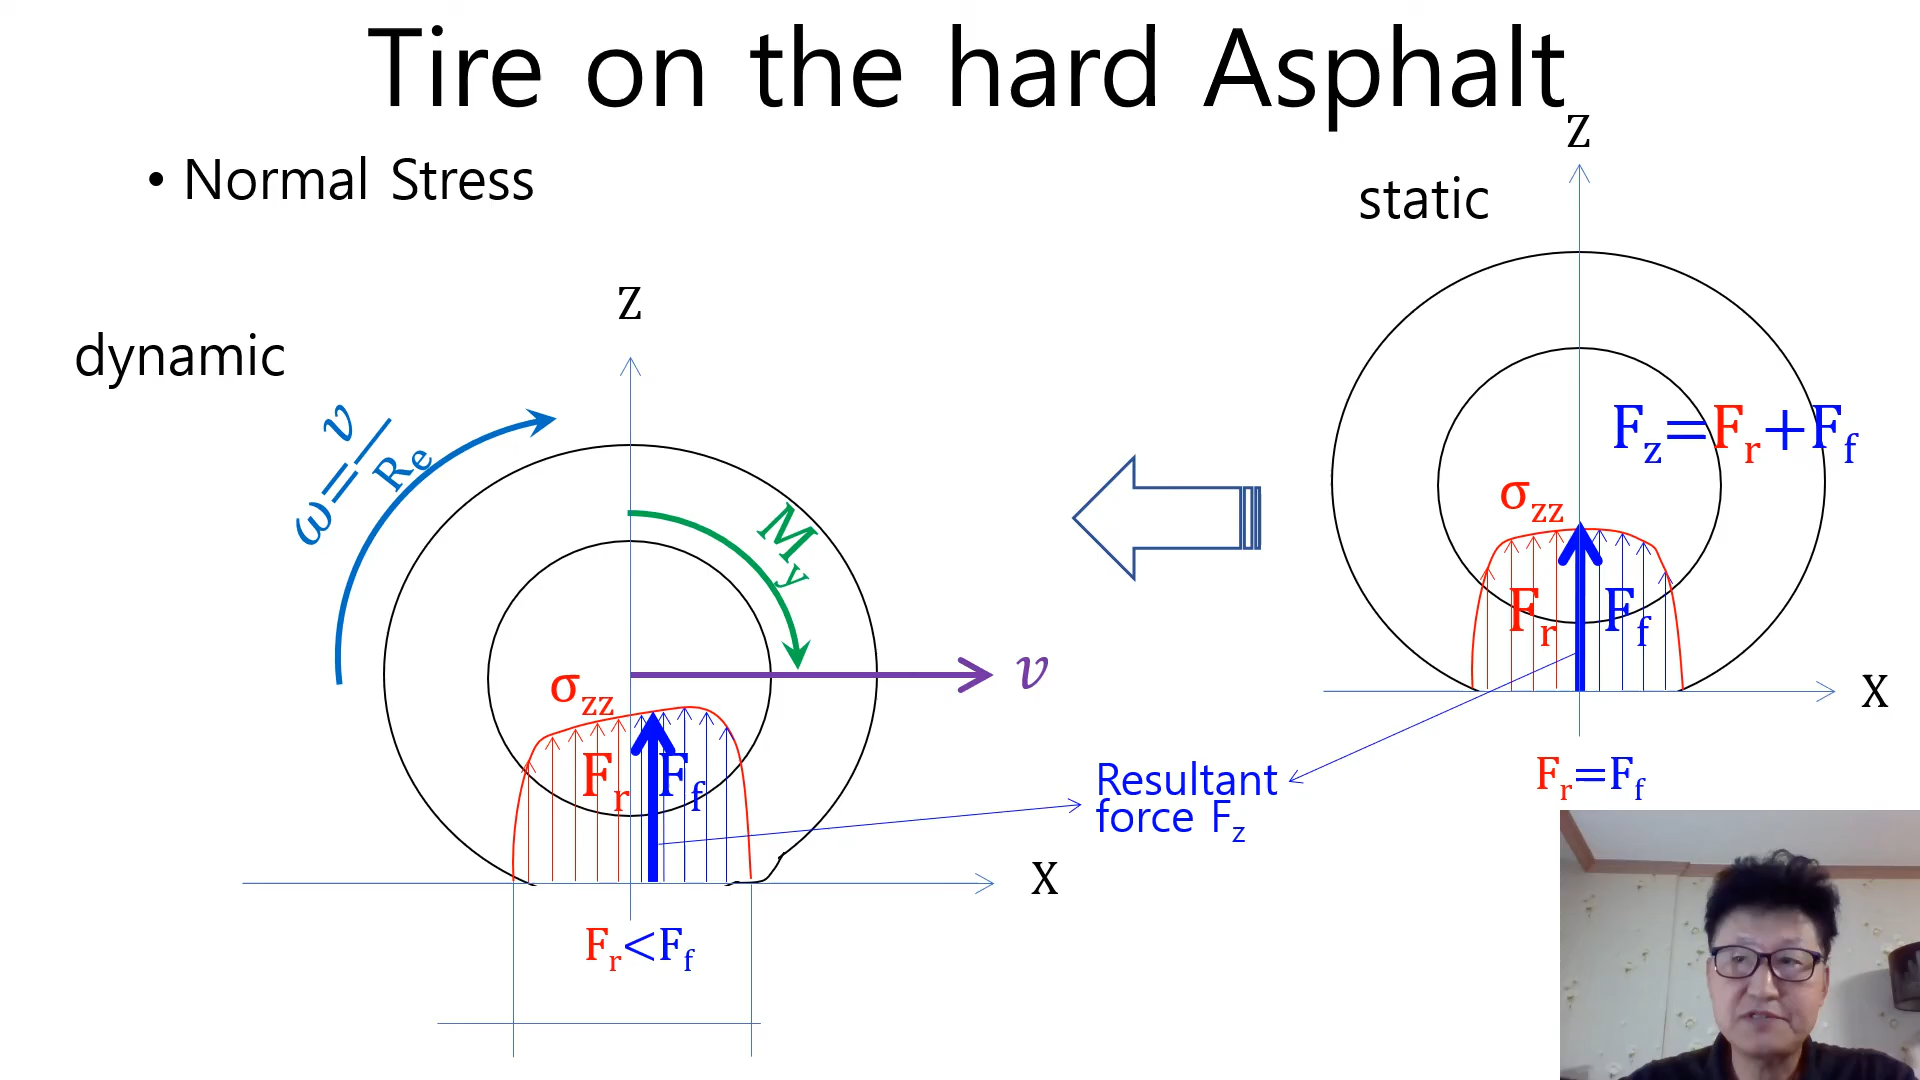 Tire on the hard Asphalt
• Normal Stress
static
Z
dynamic
Z
ω=v/Re
My
v
σzz
Fr
Ff
X
Fr<Ff
Resultant
force Fz
Fz=Fr+Ff
σzz
Fr
Ff
X
Fr=Ff